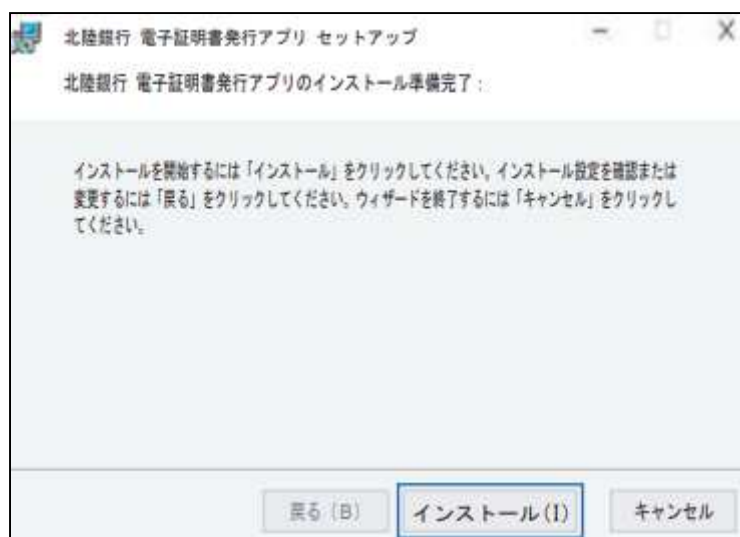 北陸銀行 電子証明書発行アプリ セットアップ
北陸銀行 電子証明書発行アプリのインストール準備完了:
インストールを開始するには「インストール」をクリックしてください。インストール設定を確認または
変更するには「戻る」をクリックしてください。ウィザードを終了するには「キャンセル」をクリックし
てください。
戻る(B) インストール(I) キャンセル